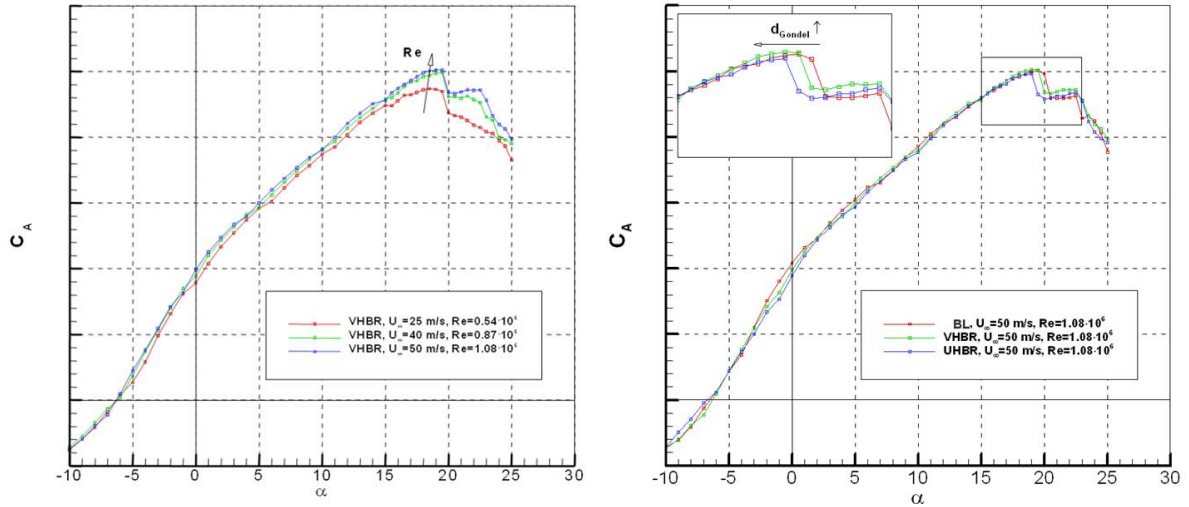 Re
C_A
VHBR, U∞=25 m/s, Re=0.54·10⁶
VHBR, U∞=40 m/s, Re=0.87·10⁶
VHBR, U∞=50 m/s, Re=1.08·10⁶
-10 -5 0 5 10 15 20 25 30
α
d_Gondel ↑
C_A
BL, U∞=50 m/s, Re=1.08·10⁶
VHBR, U∞=50 m/s, Re=1.08·10⁶
UHBR, U∞=50 m/s, Re=1.08·10⁶
-10 -5 0 5 10 15 20 25 30
α